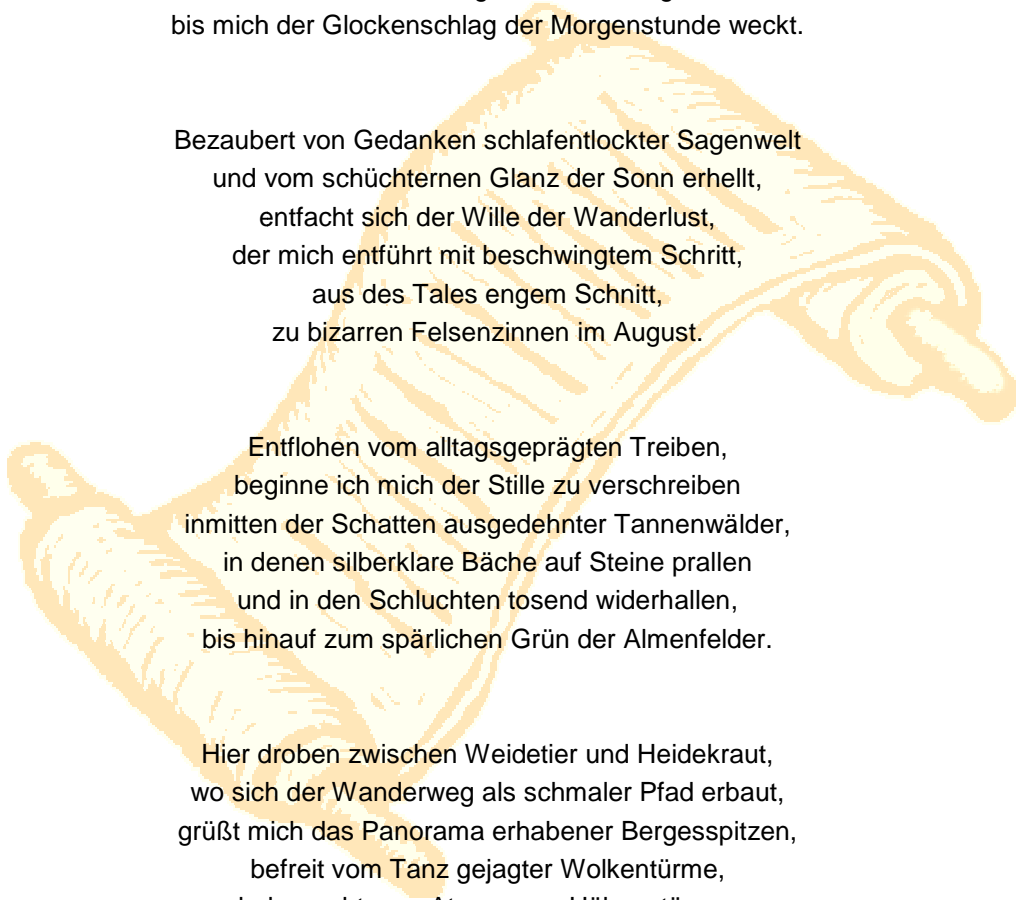 bis mich der Glockenschlag der Morgenstunde weckt.
Bezaubert von Gedanken schlafentlockter Sagenwelt
und vom schüchternen Glanz der Sonn erhellt,
entfacht sich der Wille der Wanderlust,
der mich entführt mit beschwingtem Schritt,
aus des Tales engem Schnitt,
zu bizarren Felsenzinnen im August.
Entflohen vom alltagsgeprägten Treiben,
beginne ich mich der Stille zu verschreiben
inmitten der Schatten ausgedehnter Tannenwälder,
in denen silberklare Bäche auf Steine prallen
und in den Schluchten tosend widerhallen,
bis hinauf zum spärlichen Grün der Almenfelder.
Hier droben zwischen Weidetier und Heidekraut,
wo sich der Wanderweg als schmaler Pfad erbaut,
grüßt mich das Panorama erhabener Bergesspitzen,
befreit vom Tanz gejagter Wolkentürme,